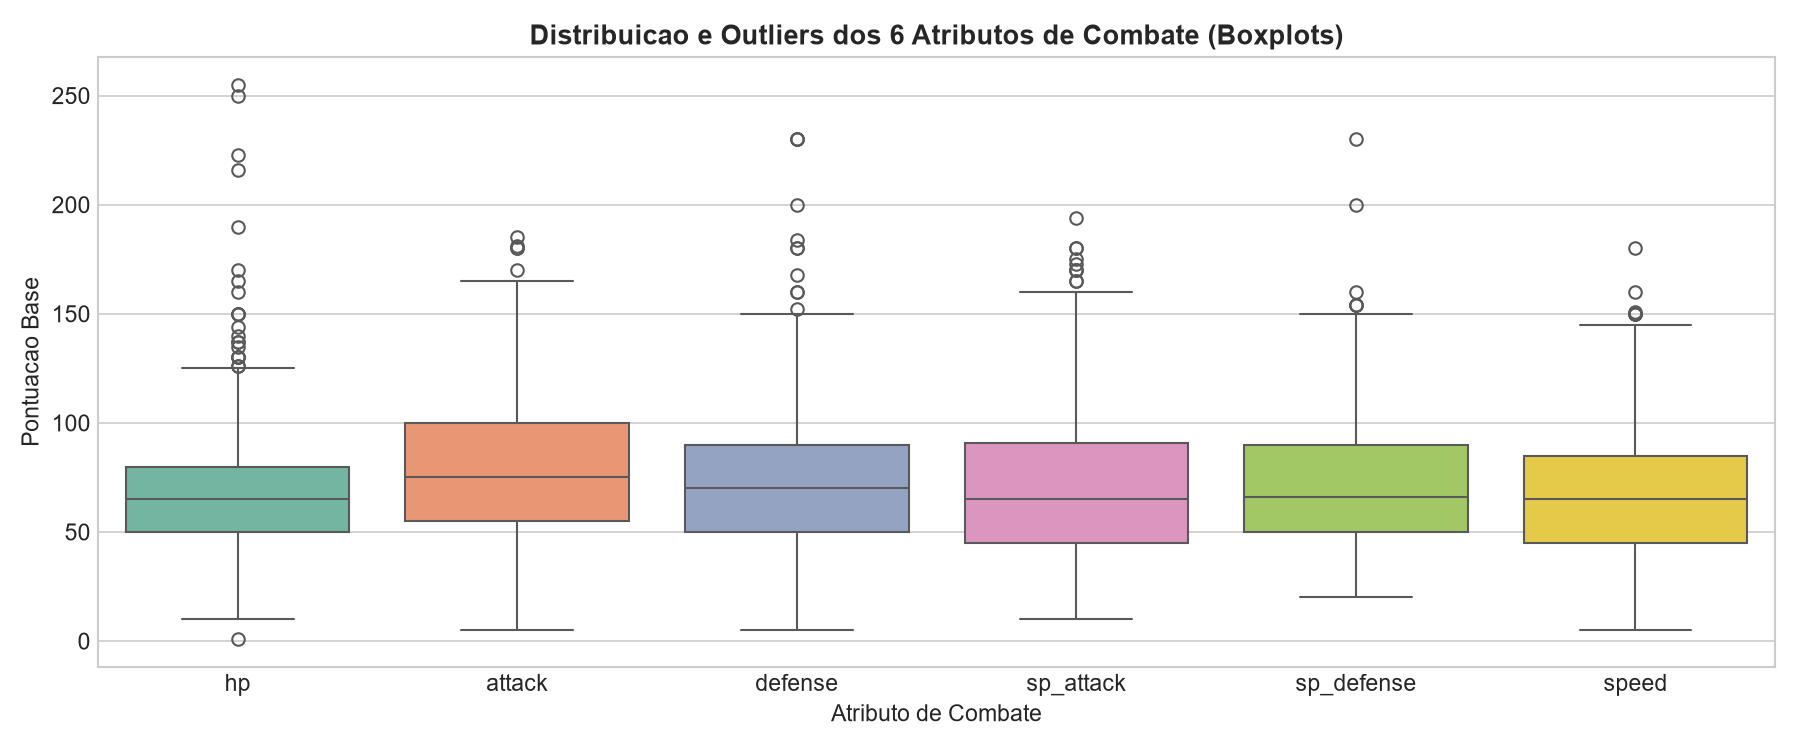 Distribuicao e Outliers dos 6 Atributos de Combate (Boxplots)
Pontuacao Base
250
200
150
100
50
0
hp attack defense sp_attack sp_defense speed
Atributo de Combate